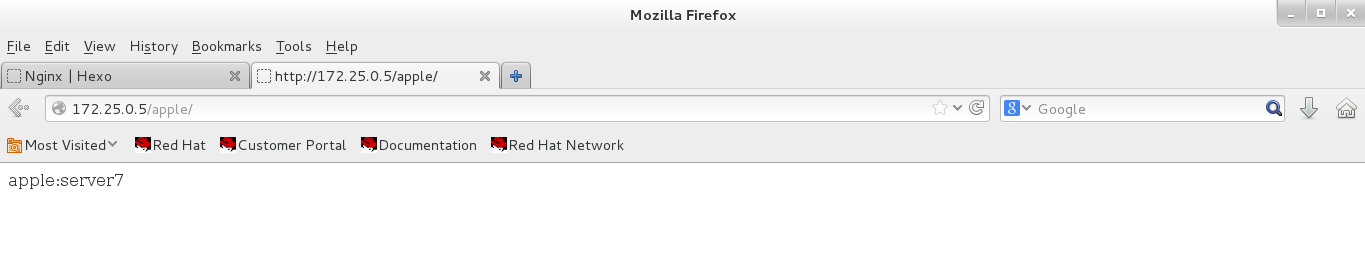 Mozilla Firefox
File Edit View History Bookmarks Tools Help
Nginx | Hexo http://172.25.0.5/apple/
172.25.0.5/apple/ Google
Most Visited Red Hat Customer Portal Documentation Red Hat Network
apple:server7